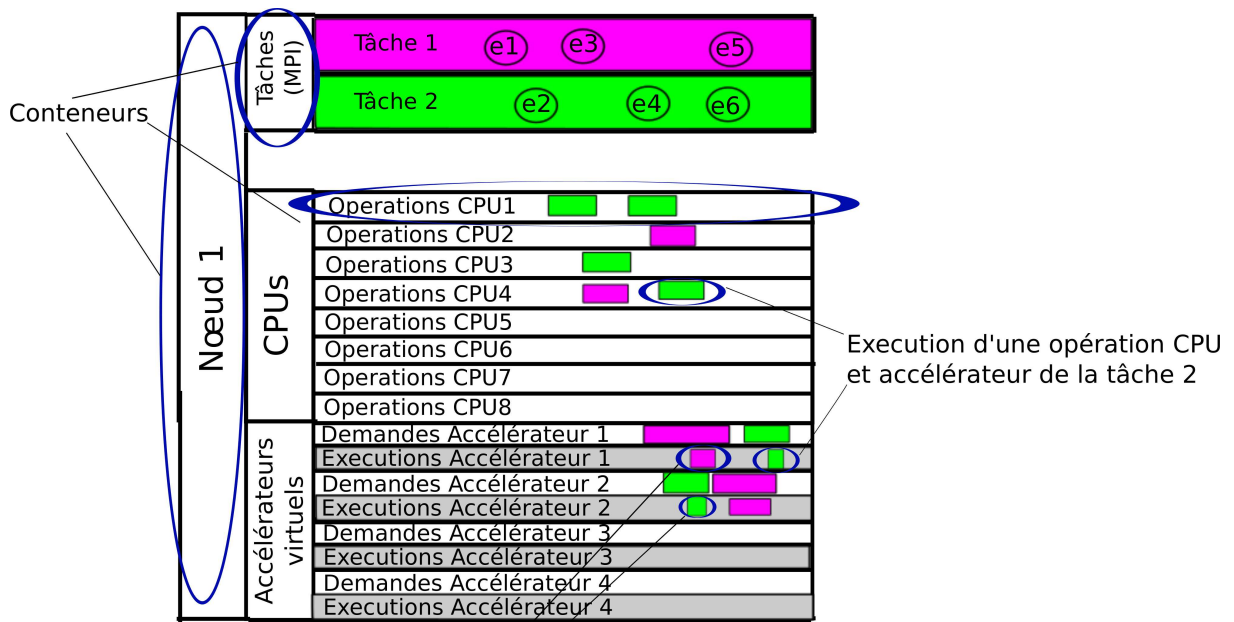 Tâches
(MPI)
Tâche 1 e1 e3 e5
Tâche 2 e2 e4 e6
Conteneurs
Nœud 1
CPUs
Operations CPU1
Operations CPU2
Operations CPU3
Operations CPU4
Operations CPU5
Operations CPU6
Operations CPU7
Operations CPU8
Execution d'une opération CPU
et accélérateur de la tâche 2
Accélérateurs
virtuels
Demandes Accélérateur 1
Executions Accélérateur 1
Demandes Accélérateur 2
Executions Accélérateur 2
Demandes Accélérateur 3
Executions Accélérateur 3
Demandes Accélérateur 4
Executions Accélérateur 4